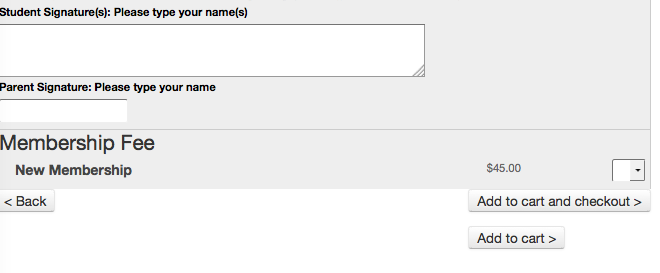 Student Signature(s): Please type your name(s)
Parent Signature: Please type your name
Membership Fee
New Membership $45.00
< Back Add to cart and checkout >
Add to cart >